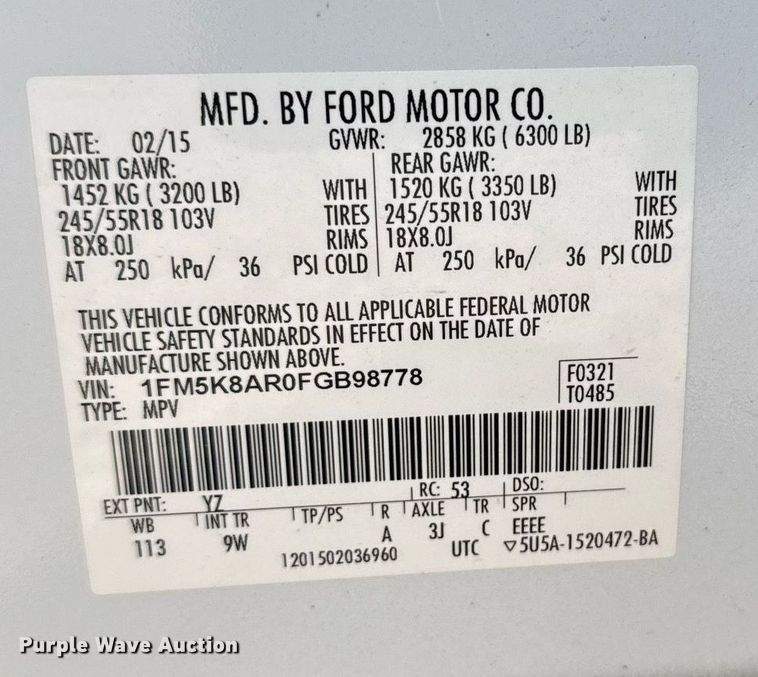 MFD. BY FORD MOTOR CO.
DATE: 02/15 GVWR: 2858 KG ( 6300 LB)
FRONT GAWR: REAR GAWR:
1452 KG ( 3200 LB) WITH 1520 KG ( 3350 LB) WITH
245/55R18 103V TIRES 245/55R18 103V TIRES
18X8.0J RIMS 18X8.0J RIMS
AT 250 kPa/ 36 PSI COLD AT 250 kPa/ 36 PSI COLD
THIS VEHICLE CONFORMS TO ALL APPLICABLE FEDERAL MOTOR
VEHICLE SAFETY STANDARDS IN EFFECT ON THE DATE OF
MANUFACTURE SHOWN ABOVE.
VIN: 1FM5K8AR0FGB98778 F0321
TYPE: MPV T0485
EXT PNT: YZ RC: 53 DSO:
WB INT TR TP/PS R AXLE TR SPR
113 9W A 3J C EEEE
1201502036960 UTC ▽5U5A-1520472-BA
Purple Wave Auction